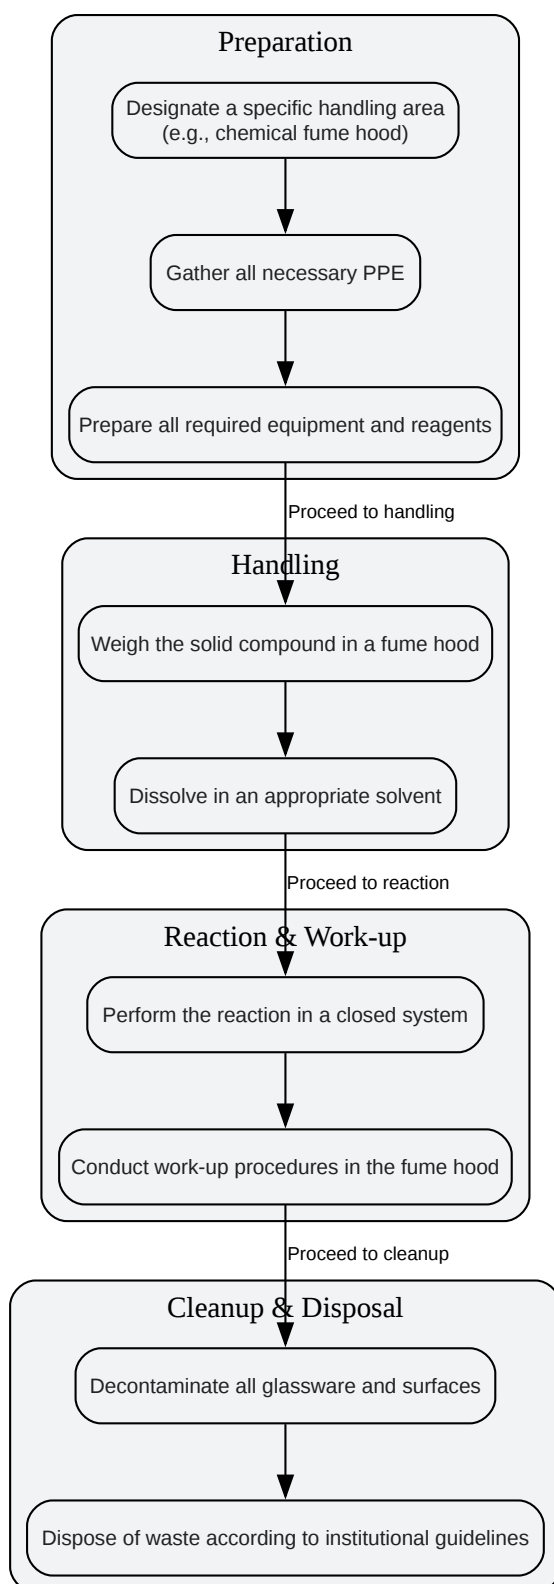 Preparation
Designate a specific handling area
(e.g., chemical fume hood)
Gather all necessary PPE
Prepare all required equipment and reagents
Proceed to handling
Handling
Weigh the solid compound in a fume hood
Dissolve in an appropriate solvent
Proceed to reaction
Reaction & Work-up
Perform the reaction in a closed system
Conduct work-up procedures in the fume hood
Proceed to cleanup
Cleanup & Disposal
Decontaminate all glassware and surfaces
Dispose of waste according to institutional guidelines